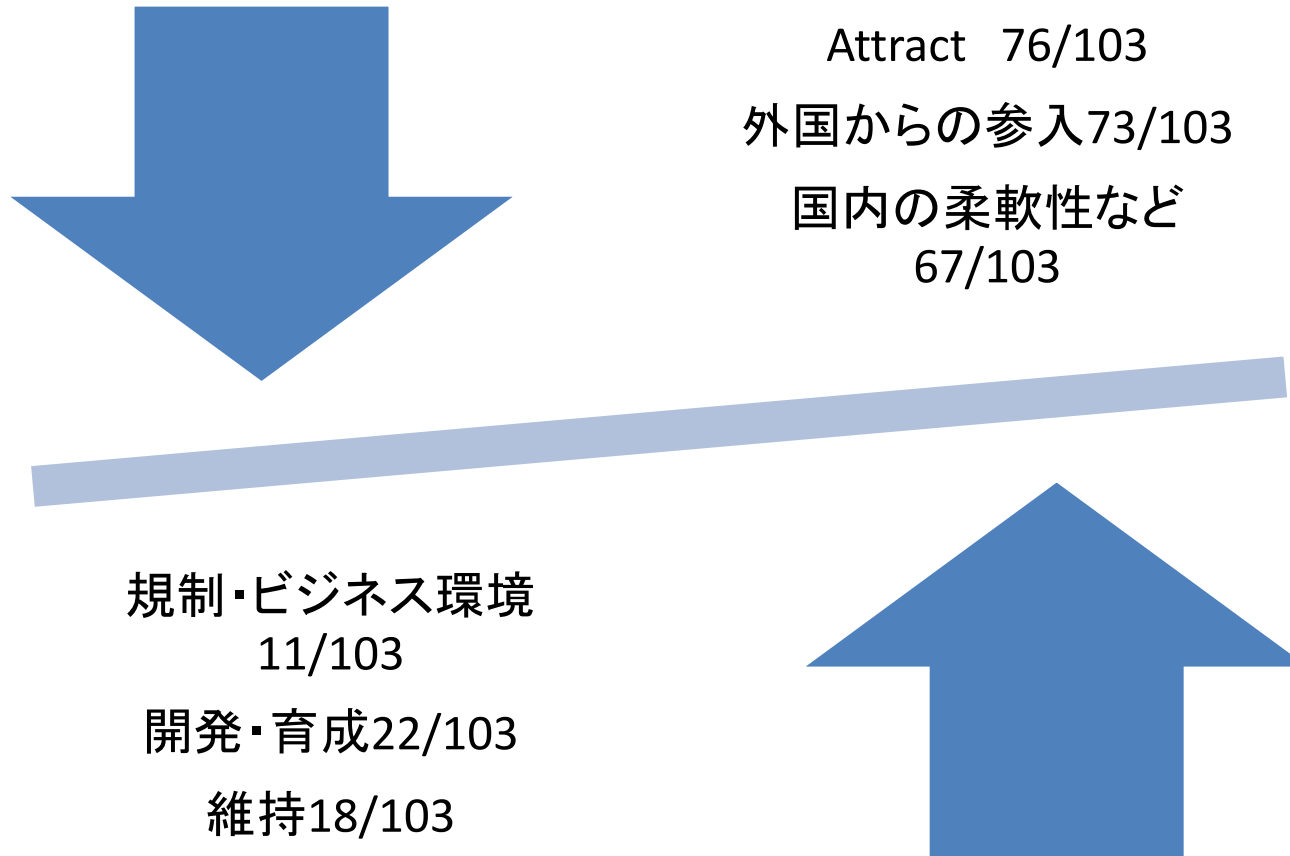 Attract 76/103
外国からの参入73/103
国内の柔軟性など
67/103
規制・ビジネス環境
11/103
開発・育成22/103
維持18/103